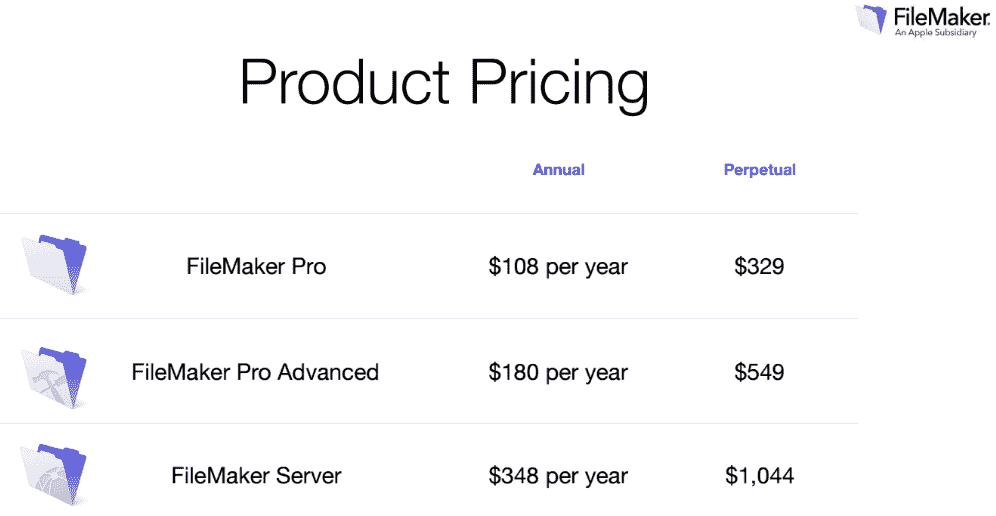 FileMaker
An Apple Subsidiary
Product Pricing
Annual Perpetual
FileMaker Pro $108 per year $329
FileMaker Pro Advanced $180 per year $549
FileMaker Server $348 per year $1,044